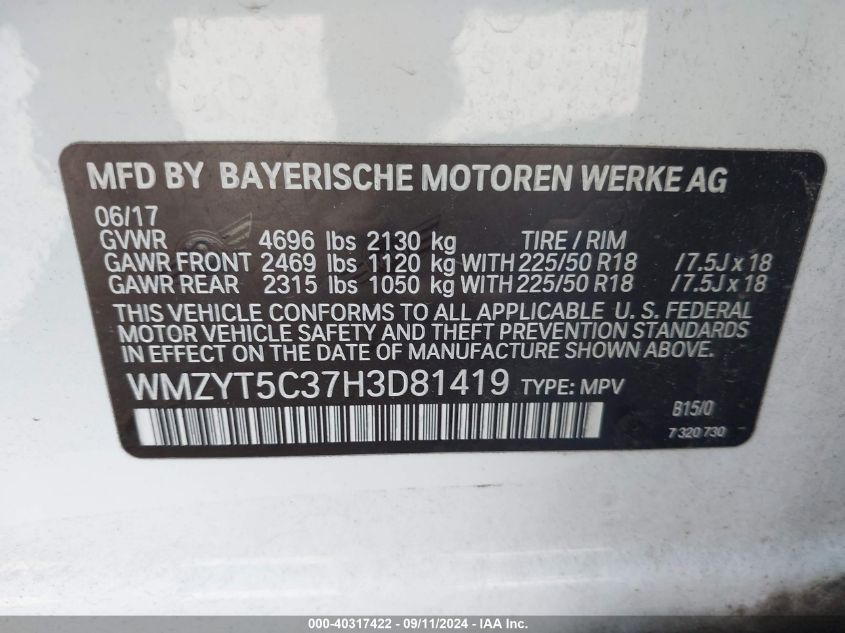 MFD BY BAYERISCHE MOTOREN WERKE AG
06/17
GVWR 4696 lbs 2130 kg TIRE / RIM
GAWR FRONT 2469 lbs 1120 kg WITH 225/50 R18 /7.5J x 18
GAWR REAR 2315 lbs 1050 kg WITH 225/50 R18 /7.5J x 18
THIS VEHICLE CONFORMS TO ALL APPLICABLE U. S. FEDERAL
MOTOR VEHICLE SAFETY AND THEFT PREVENTION STANDARDS
IN EFFECT ON THE DATE OF MANUFACTURE SHOWN ABOVE.
WMZYT5C37H3D81419 TYPE: MPV
B15/0
7 320 730
000-40317422 - 09/11/2024 - IAA, Inc.